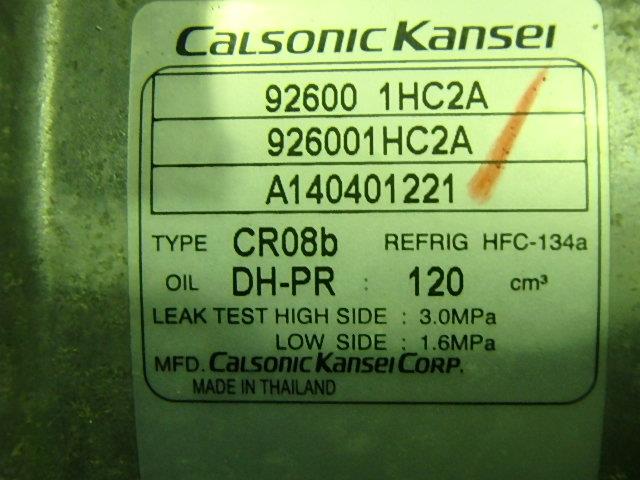 CALSONIC KANSEI
92600 1HC2A
926001HC2A
A140401221
TYPE CR08b REFRIG HFC-134a
OIL DH-PR : 120 cm³
LEAK TEST HIGH SIDE : 3.0MPa
LOW SIDE : 1.6MPa
MFD. CALSONIC KANSEI CORP.
MADE IN THAILAND